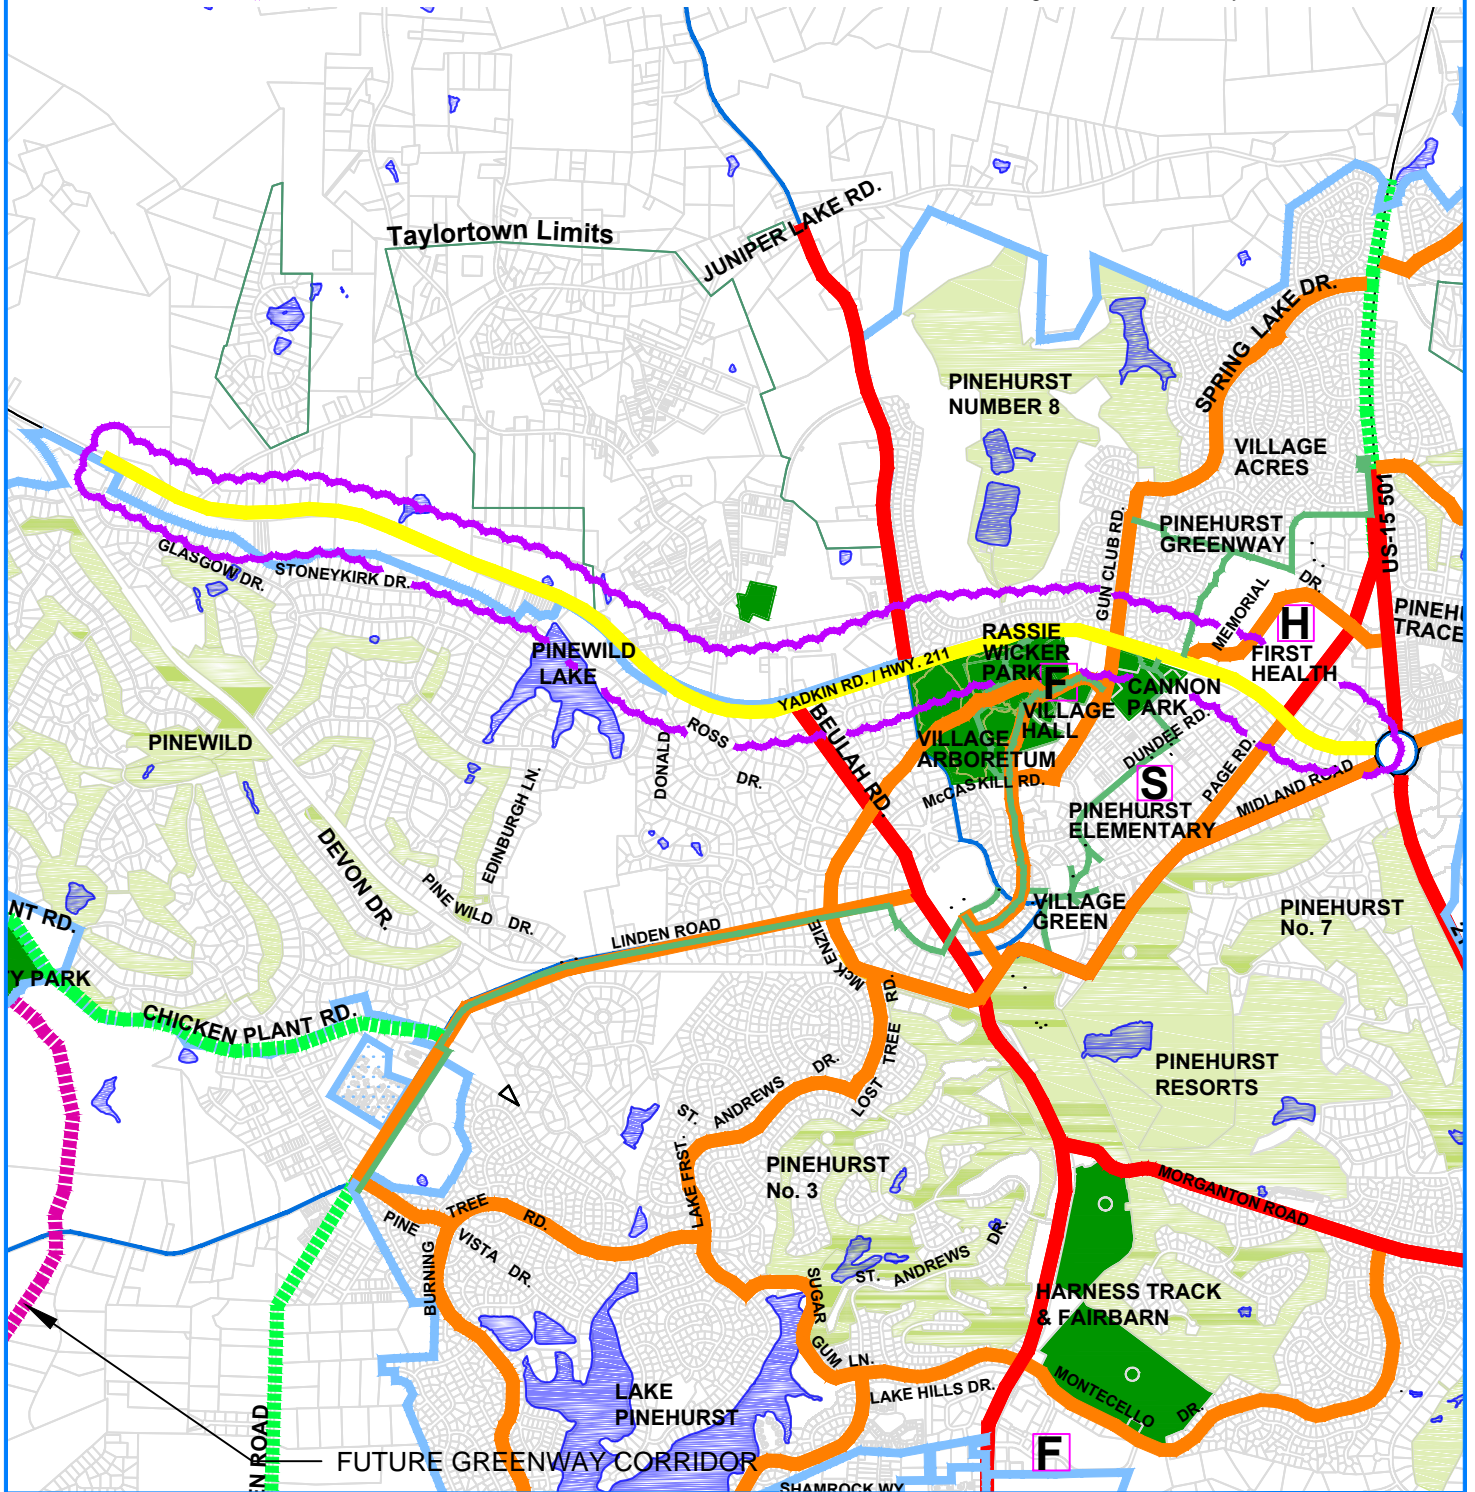 Taylortown Limits
JUNIPER LAKE RD.
SPRING LAKE DR.
PINEHURST
NUMBER 8
VILLAGE
ACRES
US-15 501
PINEHURST
GREENWAY
GUN CLUB RD.
GLASGOW DR.
STONEYKIRK DR.
MEMORIAL DR.
H
FIRST
HEALTH
RASSIE
WICKER
PARK
F
PINEWILD
LAKE
YADKIN RD. / HWY. 211
CANNON
PARK
VILLAGE
HALL
VILLAGE
ARBORETUM
BEULAH RD.
DONALD
ROSS
DR.
DUNDEE RD.
PAGE RD.
MIDLAND ROAD
McCASKILL RD.
S
PINEHURST
ELEMENTARY
PINEWILD
EDINBURGH LN.
DEVON DR.
PINE WILD DR.
LINDEN ROAD
McKENZIE
RD.
VILLAGE
GREEN
PINEHURST
No. 7
NT RD.
Y PARK
CHICKEN PLANT RD.
LOST TREE
ST. ANDREWS DR.
PINEHURST
RESORTS
PINEHURST
No. 3
LAKE FRST.
MORGANTON ROAD
PINE VISTA DR.
BURNING TREE RD.
ST. ANDREWS DR.
SUGAR
GUM LN.
HARNESS TRACK
& FAIRBARN
LAKE HILLS DR.
MONTECELLO DR.
LAKE
PINEHURST
EN ROAD
FUTURE GREENWAY CORRIDOR
F
SHAMROCK WY